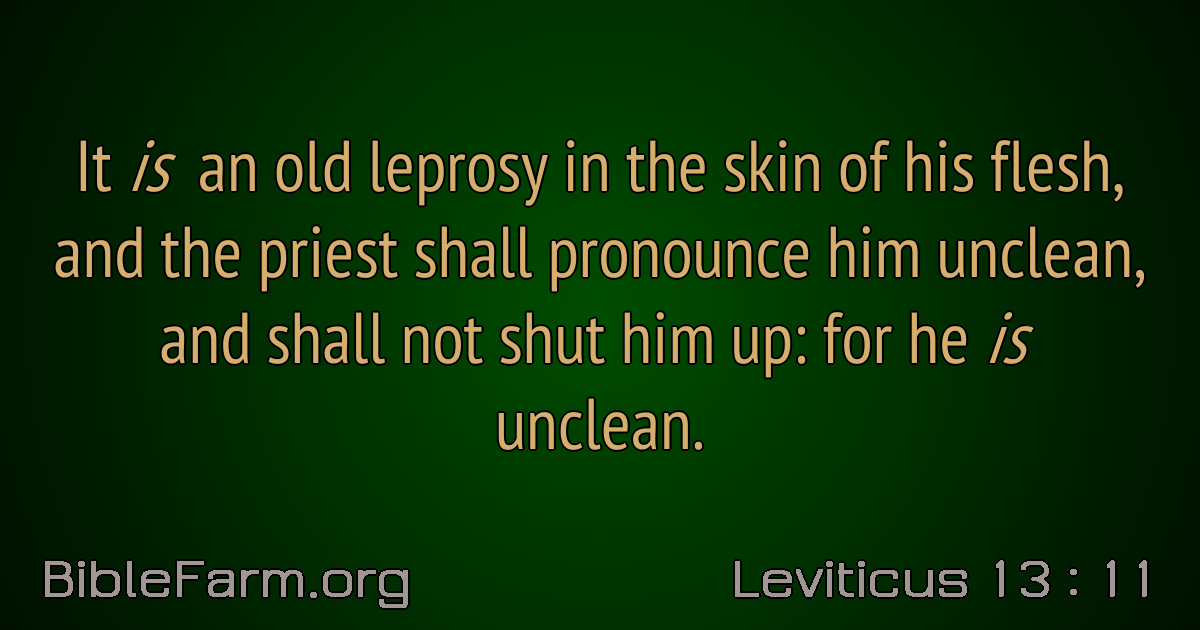 It is an old leprosy in the skin of his flesh,
and the priest shall pronounce him unclean,
and shall not shut him up: for he is
unclean.
BibleFarm.org
Leviticus 13 : 11